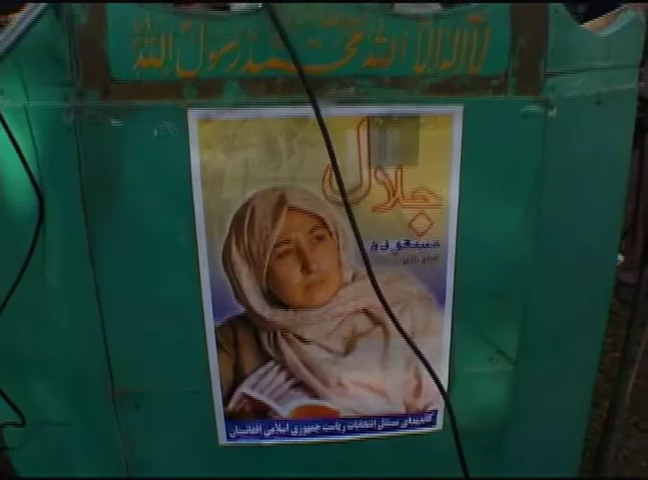 لا اله الا الله محمد رسول الله
جلال
مسعوده
کاندیدای مستقل انتخابات ریاست جمهوری اسلامی افغانستان